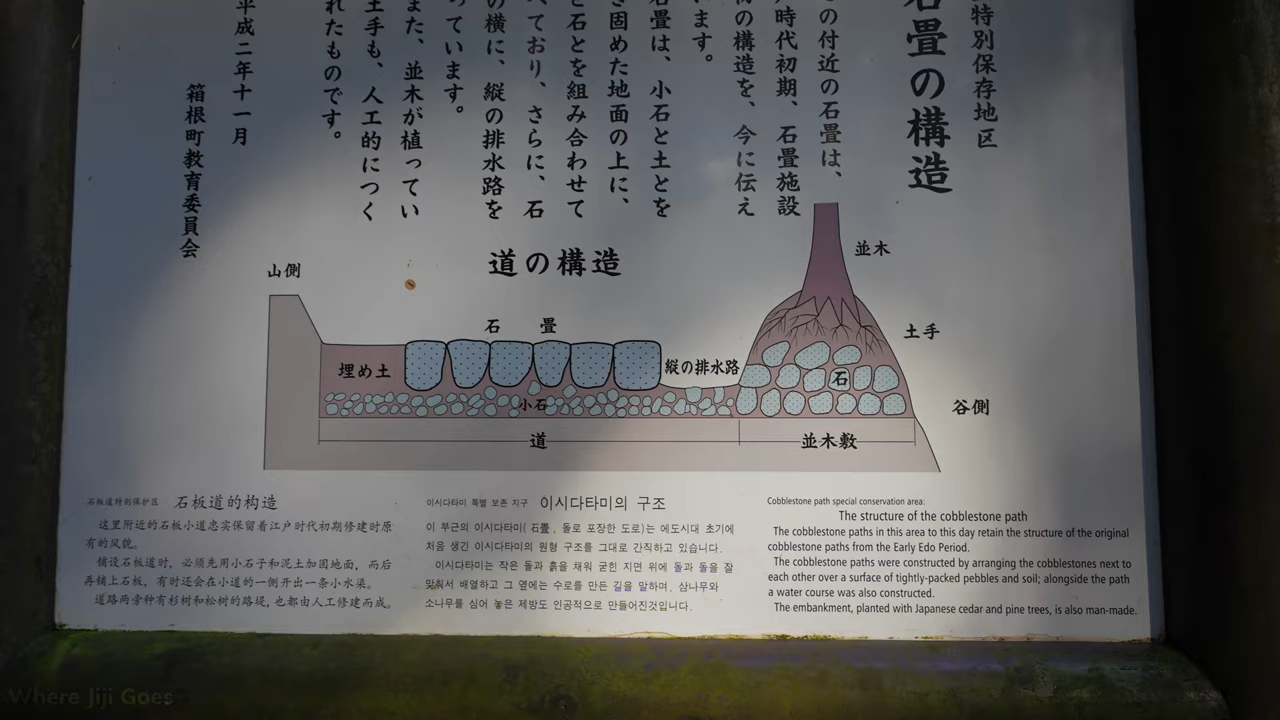 特別保存地区
石畳の構造
の付近の石畳は、
時代初期、石畳施設
の構造を、今に伝え
ます。
石畳は、小石と土とを
固めた地面の上に、
と石とを組み合わせて
べており、さらに、石
の横に、縦の排水路を
っています。
また、並木が植ってい
土手も、人工的につく
れたものです。
平成二年十一月
箱根町教育委員会
道の構造
山側
並木
石畳
土手
埋め土
縦の排水路
石
小石
谷側
道
並木敷
石板道特别保护区 石板道的构造
这里附近的石板小道忠实保留着江户时代初期修建时原
有的风貌。
铺设石板道时，必须先用小石子和泥土加固地面，而后
再铺上石板，有时还会在小道的一侧开出一条小水渠。
道路两旁种有杉树和松树的路堤，也都由人工修建而成。
이시다타미 특별 보존 지구 이시다타미의 구조
이 부근의 이시다타미(石畳, 돌로 포장한 도로)는 에도시대 초기에
처음 생긴 이시다타미의 원형 구조를 그대로 간직하고 있습니다.
이시다타미는 작은 돌과 흙을 채워 굳힌 지면 위에 돌과 돌을 잘
맞춰서 배열하고 그 옆에는 수로를 만든 길을 말하며, 삼나무와
소나무를 심어 놓은 제방도 인공적으로 만들어진것입니다.
Cobblestone path special conservation area:
The structure of the cobblestone path
The cobblestone paths in this area to this day retain the structure of the original
cobblestone paths from the Early Edo Period.
The cobblestone paths were constructed by arranging the cobblestones next to
each other over a surface of tightly-packed pebbles and soil; alongside the path
a water course was also constructed.
The embankment, planted with Japanese cedar and pine trees, is also man-made.
Where Jiji Goes